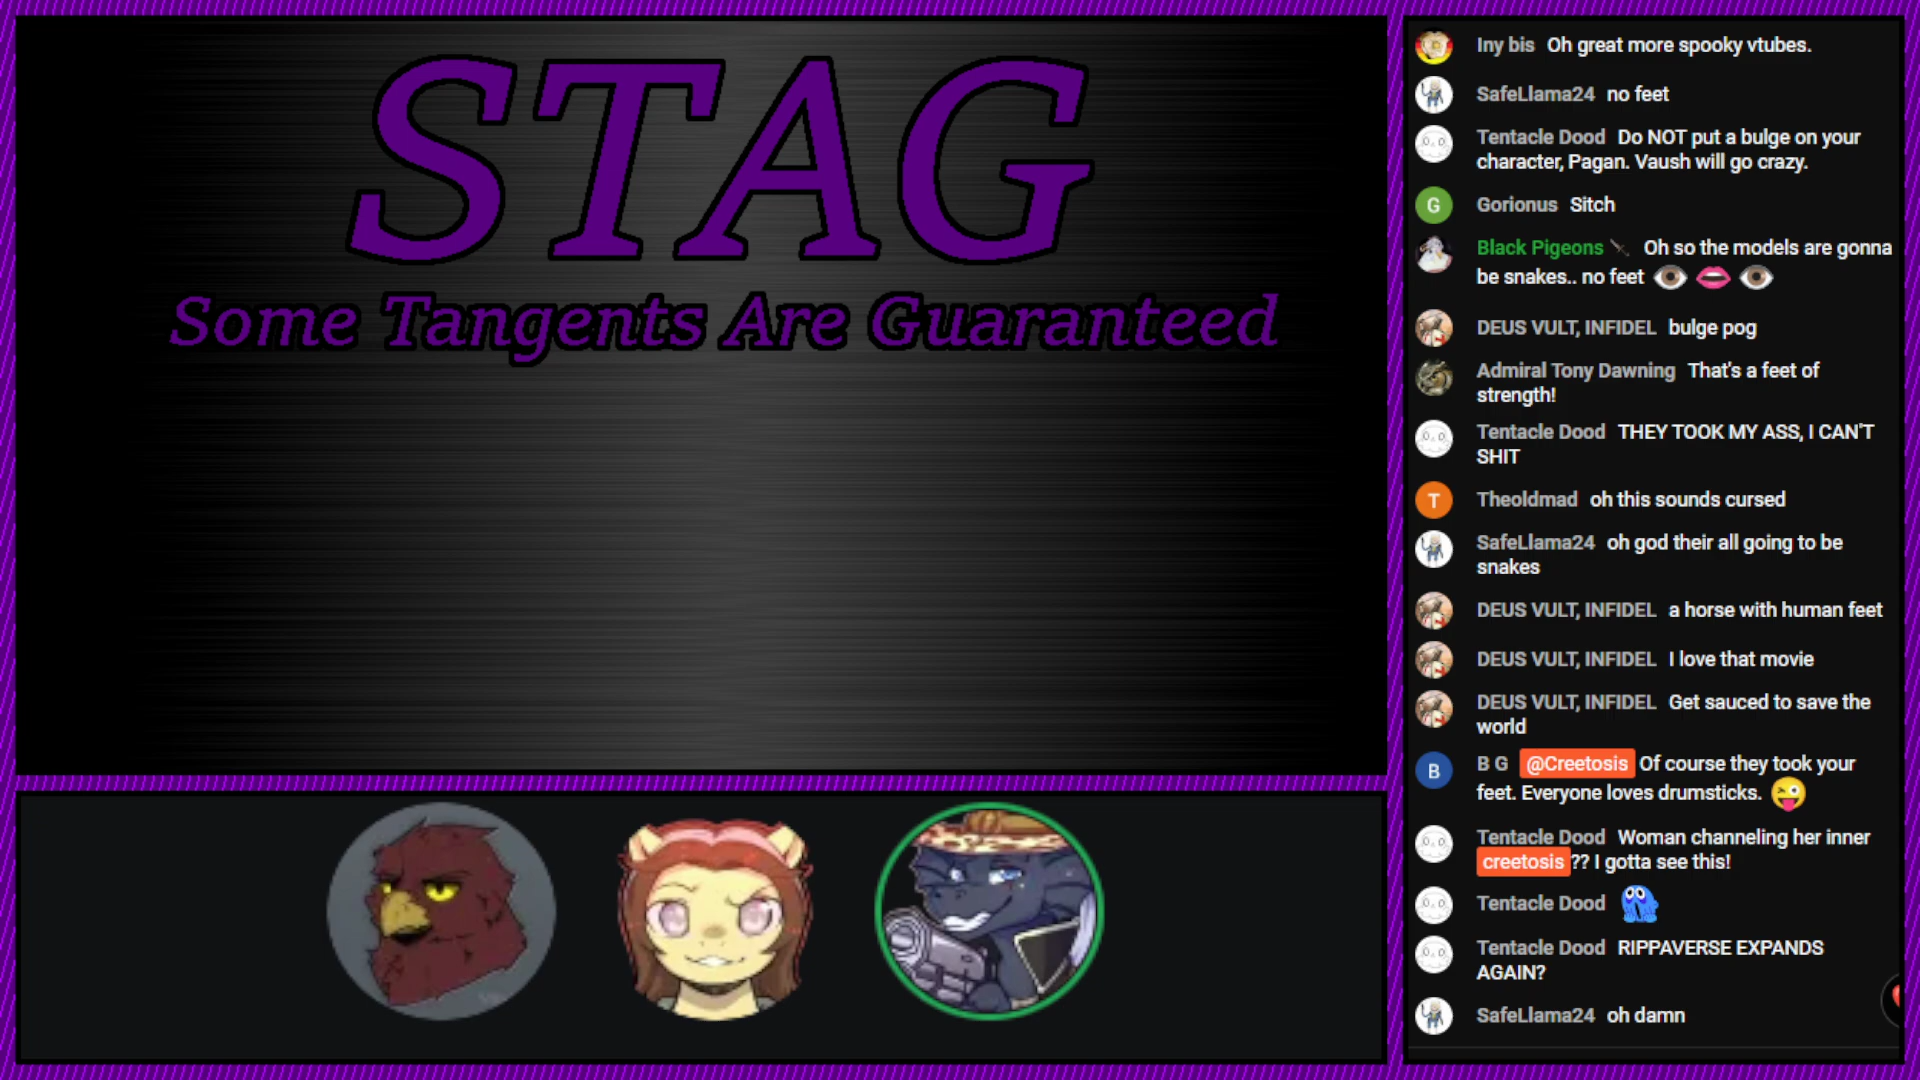 STAG
Some Tangents Are Guaranteed
Iny bis Oh great more spooky vtubes.
SafeLlama24 no feet
Tentacle Dood Do NOT put a bulge on your
character, Pagan. Vaush will go crazy.
G
Gorionus Sitch
Black Pigeons Oh so the models are gonna
be snakes.. no feet
DEUS VULT, INFIDEL bulge pog
Admiral Tony Dawning That's a feet of
strength!
Tentacle Dood THEY TOOK MY ASS, I CAN'T
SHIT
T
Theoldmad oh this sounds cursed
SafeLlama24 oh god their all going to be
snakes
DEUS VULT, INFIDEL a horse with human feet
DEUS VULT, INFIDEL I love that movie
DEUS VULT, INFIDEL Get sauced to save the
world
B
B G @Creetosis Of course they took your
feet. Everyone loves drumsticks.
Tentacle Dood Woman channeling her inner
creetosis ?? I gotta see this!
Tentacle Dood
Tentacle Dood RIPPAVERSE EXPANDS
AGAIN?
SafeLlama24 oh damn